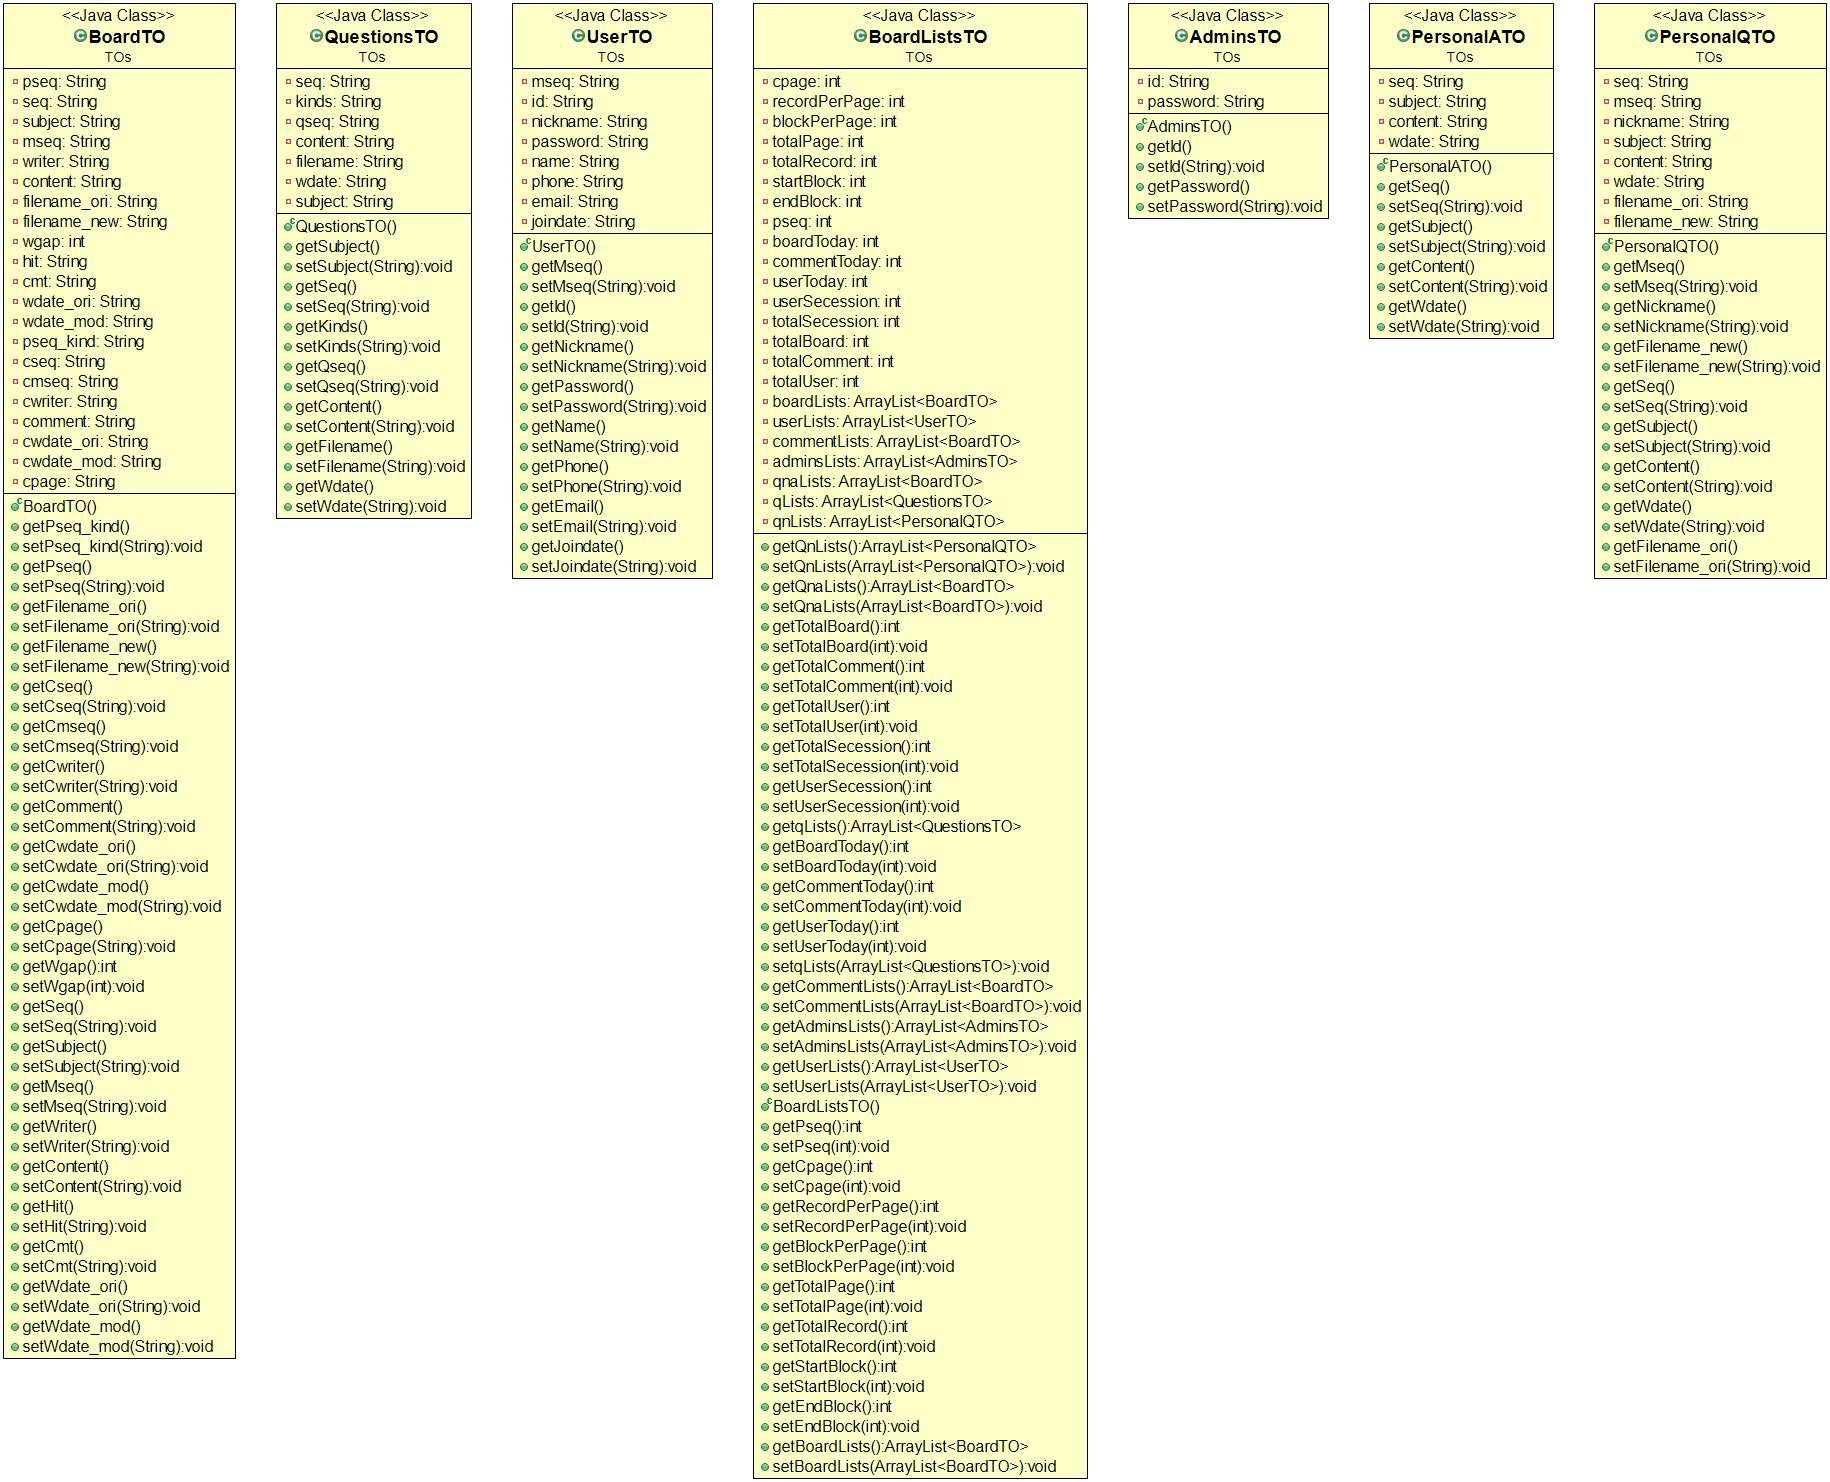 <<Java Class>>
BoardTO
TOs
pseq: String
seq: String
subject: String
mseq: String
writer: String
content: String
filename_ori: String
filename_new: String
wgap: int
hit: String
cmt: String
wdate_ori: String
wdate_mod: String
pseq_kind: String
cseq: String
cmseq: String
cwriter: String
comment: String
cwdate_ori: String
cwdate_mod: String
cpage: String
BoardTO()
getPseq_kind()
setPseq_kind(String):void
getPseq()
setPseq(String):void
getFilename_ori()
setFilename_ori(String):void
getFilename_new()
setFilename_new(String):void
getCseq()
setCseq(String):void
getCmseq()
setCmseq(String):void
getCwriter()
setCwriter(String):void
getComment()
setComment(String):void
getCwdate_ori()
setCwdate_ori(String):void
getCwdate_mod()
setCwdate_mod(String):void
getCpage()
setCpage(String):void
getWgap():int
setWgap(int):void
getSeq()
setSeq(String):void
getSubject()
setSubject(String):void
getMseq()
setMseq(String):void
getWriter()
setWriter(String):void
getContent()
setContent(String):void
getHit()
setHit(String):void
getCmt()
setCmt(String):void
getWdate_ori()
setWdate_ori(String):void
getWdate_mod()
setWdate_mod(String):void
<<Java Class>>
QuestionsTO
TOs
seq: String
kinds: String
qseq: String
content: String
filename: String
wdate: String
subject: String
QuestionsTO()
getSubject()
setSubject(String):void
getSeq()
setSeq(String):void
getKinds()
setKinds(String):void
getQseq()
setQseq(String):void
getContent()
setContent(String):void
getFilename()
setFilename(String):void
getWdate()
setWdate(String):void
<<Java Class>>
UserTO
TOs
mseq: String
id: String
nickname: String
password: String
name: String
phone: String
email: String
joindate: String
UserTO()
getMseq()
setMseq(String):void
getId()
setId(String):void
getNickname()
setNickname(String):void
getPassword()
setPassword(String):void
getName()
setName(String):void
getPhone()
setPhone(String):void
getEmail()
setEmail(String):void
getJoindate()
setJoindate(String):void
<<Java Class>>
BoardListsTO
TOs
cpage: int
recordPerPage: int
blockPerPage: int
totalPage: int
totalRecord: int
startBlock: int
endBlock: int
pseq: int
boardToday: int
commentToday: int
userToday: int
userSecession: int
totalSecession: int
totalBoard: int
totalComment: int
totalUser: int
boardLists: ArrayList<BoardTO>
userLists: ArrayList<UserTO>
commentLists: ArrayList<BoardTO>
adminsLists: ArrayList<AdminsTO>
qnaLists: ArrayList<BoardTO>
qLists: ArrayList<QuestionsTO>
qnLists: ArrayList<PersonalQTO>
getQnLists():ArrayList<PersonalQTO>
setQnLists(ArrayList<PersonalQTO>):void
getQnaLists():ArrayList<BoardTO>
setQnaLists(ArrayList<BoardTO>):void
getTotalBoard():int
setTotalBoard(int):void
getTotalComment():int
setTotalComment(int):void
getTotalUser():int
setTotalUser(int):void
getTotalSecession():int
setTotalSecession(int):void
getUserSecession():int
setUserSecession(int):void
getqLists():ArrayList<QuestionsTO>
getBoardToday():int
setBoardToday(int):void
getCommentToday():int
setCommentToday(int):void
getUserToday():int
setUserToday(int):void
setqLists(ArrayList<QuestionsTO>):void
getCommentLists():ArrayList<BoardTO>
setCommentLists(ArrayList<BoardTO>):void
getAdminsLists():ArrayList<AdminsTO>
setAdminsLists(ArrayList<AdminsTO>):void
getUserLists():ArrayList<UserTO>
setUserLists(ArrayList<UserTO>):void
BoardListsTO()
getPseq():int
setPseq(int):void
getCpage():int
setCpage(int):void
getRecordPerPage():int
setRecordPerPage(int):void
getBlockPerPage():int
setBlockPerPage(int):void
getTotalPage():int
setTotalPage(int):void
getTotalRecord():int
setTotalRecord(int):void
getStartBlock():int
setStartBlock(int):void
getEndBlock():int
setEndBlock(int):void
getBoardLists():ArrayList<BoardTO>
setBoardLists(ArrayList<BoardTO>):void
<<Java Class>>
AdminsTO
TOs
id: String
password: String
AdminsTO()
getId()
setId(String):void
getPassword()
setPassword(String):void
<<Java Class>>
PersonalATO
TOs
seq: String
subject: String
content: String
wdate: String
PersonalATO()
getSeq()
setSeq(String):void
getSubject()
setSubject(String):void
getContent()
setContent(String):void
getWdate()
setWdate(String):void
<<Java Class>>
PersonalQTO
TOs
seq: String
mseq: String
nickname: String
subject: String
content: String
wdate: String
filename_ori: String
filename_new: String
PersonalQTO()
getMseq()
setMseq(String):void
getNickname()
setNickname(String):void
getFilename_new()
setFilename_new(String):void
getSeq()
setSeq(String):void
getSubject()
setSubject(String):void
getContent()
setContent(String):void
getWdate()
setWdate(String):void
getFilename_ori()
setFilename_ori(String):void